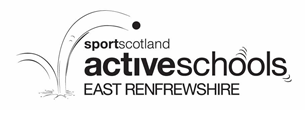 sportscotland
activeschools
EAST RENFREWSHIRE